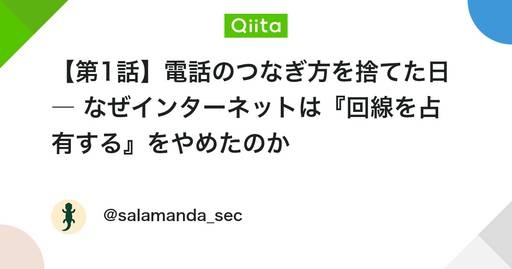 Qiita
【第1話】電話のつなぎ方を捨てた日
― なぜインターネットは『回線を占
有する』をやめたのか
@salamanda_sec